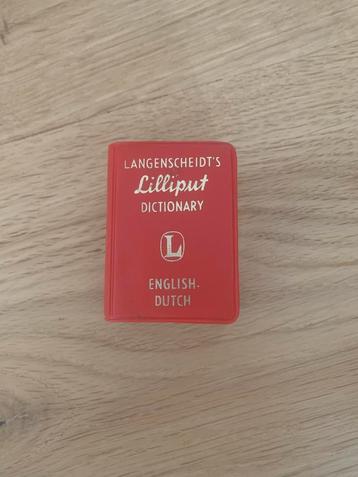 LANGENSCHEIDT'S
Lilliput
DICTIONARY
L
ENGLISH-
DUTCH